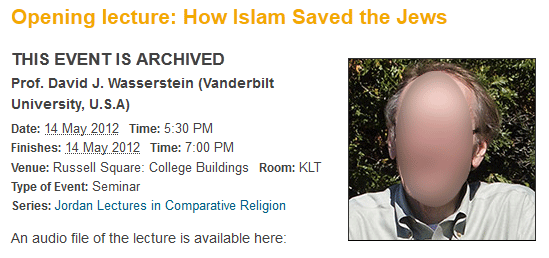 Opening lecture: How Islam Saved the Jews
THIS EVENT IS ARCHIVED
Prof. David J. Wasserstein (Vanderbilt
University, U.S.A)
Date: 14 May 2012 Time: 5:30 PM
Finishes: 14 May 2012 Time: 7:00 PM
Venue: Russell Square: College Buildings Room: KLT
Type of Event: Seminar
Series: Jordan Lectures in Comparative Religion
An audio file of the lecture is available here: